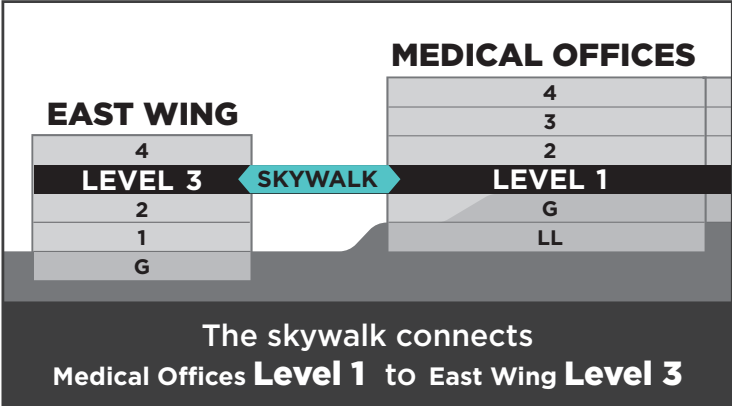 MEDICAL OFFICES
4
3
2
LEVEL 1
G
LL
EAST WING
4
LEVEL 3
2
1
G
SKYWALK
The skywalk connects
Medical Offices Level 1 to East Wing Level 3